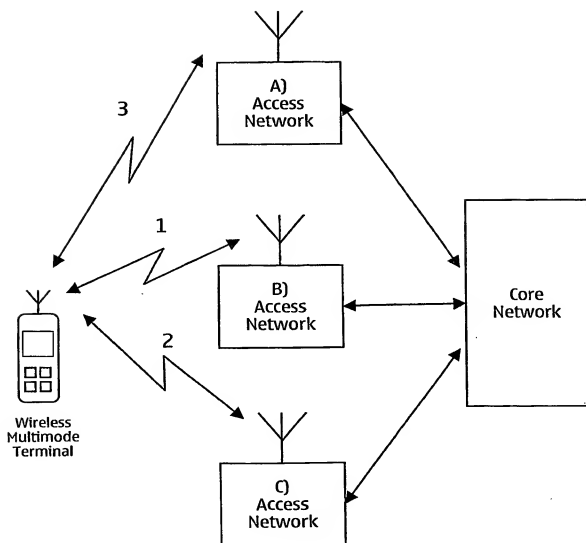 3
A)
Access
Network
1
B)
Access
Network
Core
Network
2
Wireless
Multimode
Terminal
C)
Access
Network